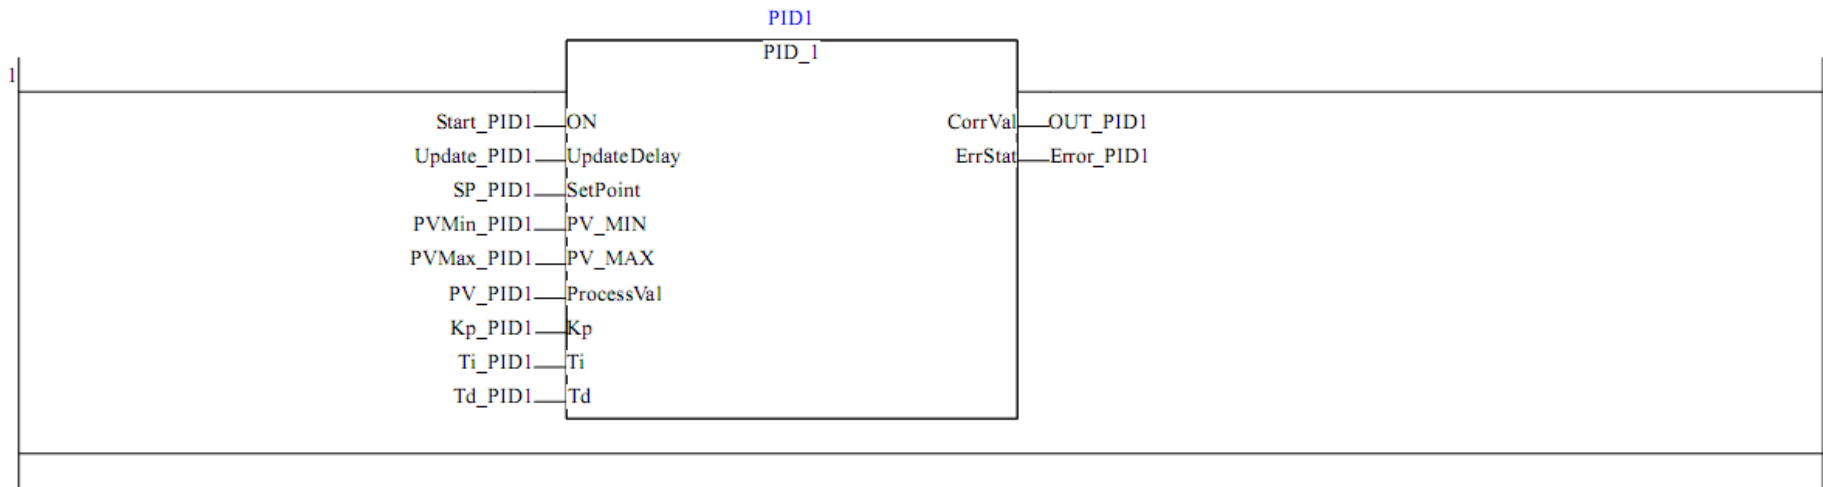 PID1
PID_1
1
Start_PID1 ON CorrVal OUT_PID1
Update_PID1 UpdateDelay ErrStat Error_PID1
SP_PID1 SetPoint
PVMin_PID1 PV_MIN
PVMax_PID1 PV_MAX
PV_PID1 ProcessVal
Kp_PID1 Kp
Ti_PID1 Ti
Td_PID1 Td